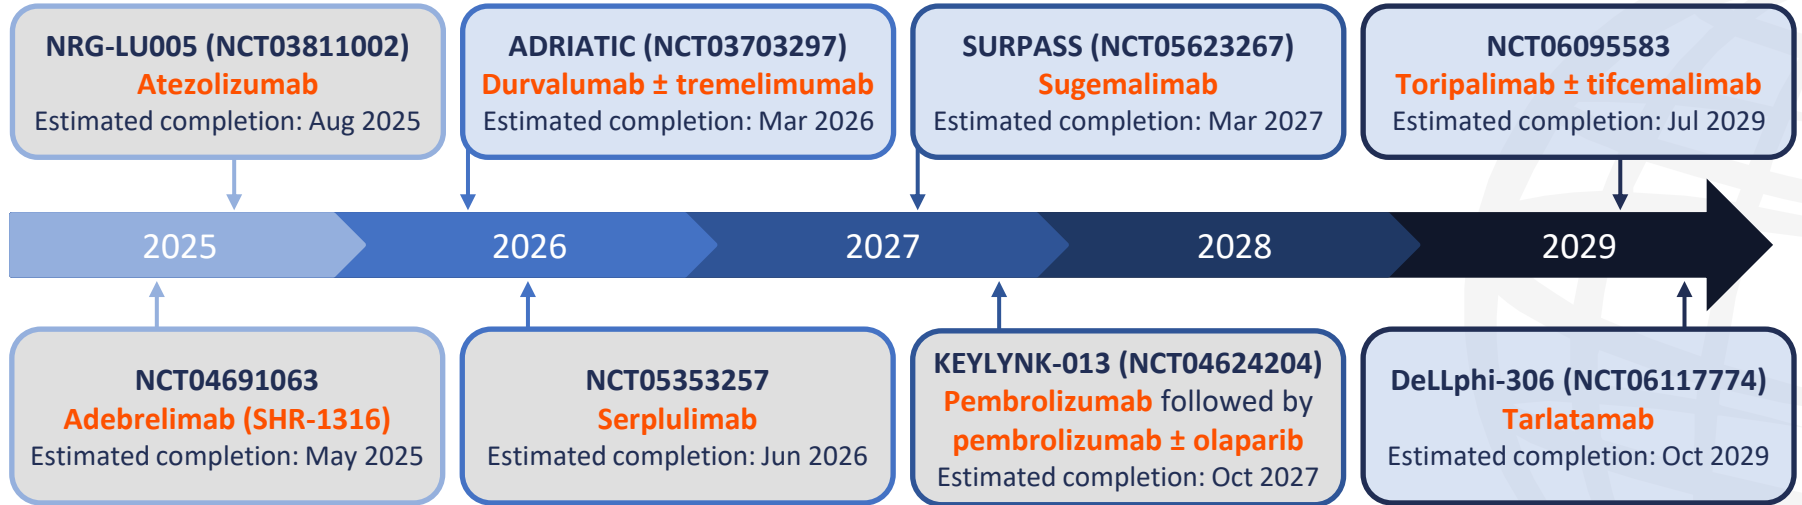 NRG-LU005 (NCT03811002)
Atezolizumab
Estimated completion: Aug 2025
ADRIATIC (NCT03703297)
Durvalumab ± tremelimumab
Estimated completion: Mar 2026
SURPASS (NCT05623267)
Sugemalimab
Estimated completion: Mar 2027
NCT06095583
Toripalimab ± tifcemalimab
Estimated completion: Jul 2029
2025
2026
2027
2028
2029
NCT04691063
Adebrelimab (SHR-1316)
Estimated completion: May 2025
NCT05353257
Serplulimab
Estimated completion: Jun 2026
KEYLYNK-013 (NCT04624204)
Pembrolizumab followed by
pembrolizumab ± olaparib
Estimated completion: Oct 2027
DeLLphi-306 (NCT06117774)
Tarlatamab
Estimated completion: Oct 2029